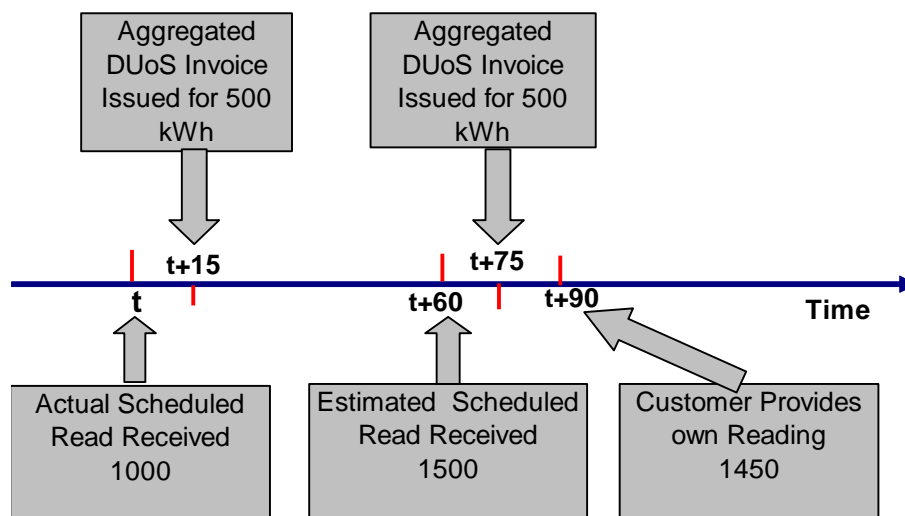 Aggregated
DUoS Invoice
Issued for 500
kWh
Aggregated
DUoS Invoice
Issued for 500
kWh
t+15
t+75
t
t+60
t+90
Time
Actual Scheduled
Read Received
1000
Estimated Scheduled
Read Received
1500
Customer Provides
own Reading
1450